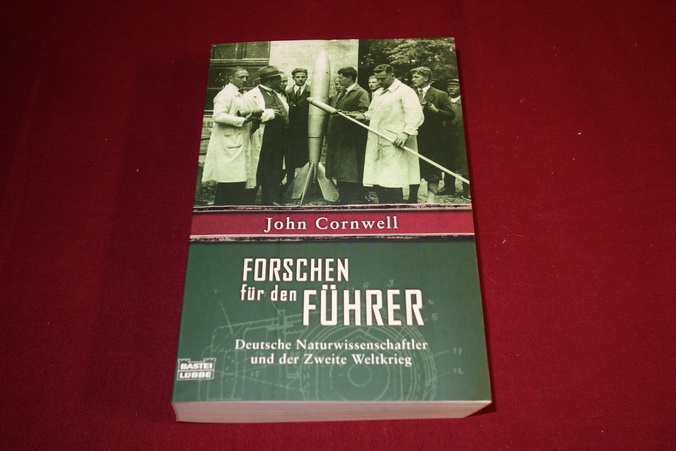 John Cornwell
FORSCHEN
für den FÜHRER
Deutsche Naturwissenschaftler
und der Zweite Weltkrieg
BASTEI
LÜBBE